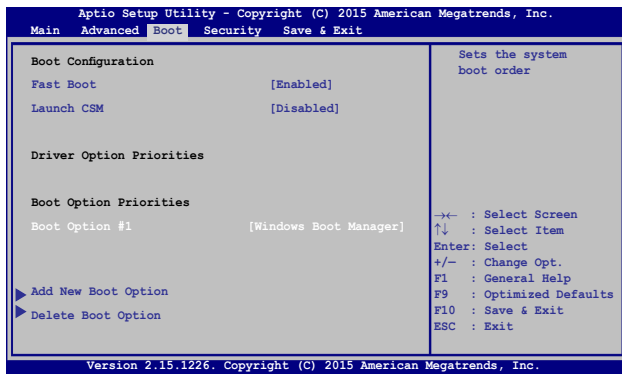 Aptio Setup Utility - Copyright (C) 2015 American Megatrends, Inc.
Main Advanced Boot Security Save & Exit
Boot Configuration
Fast Boot [Enabled]
Launch CSM [Disabled]
Driver Option Priorities
Boot Option Priorities
Boot Option #1 [Windows Boot Manager]
Add New Boot Option
Delete Boot Option
Sets the system
boot order
→← : Select Screen
↑↓ : Select Item
Enter: Select
+/— : Change Opt.
F1 : General Help
F9 : Optimized Defaults
F10 : Save & Exit
ESC : Exit
Version 2.15.1226. Copyright (C) 2015 American Megatrends, Inc.